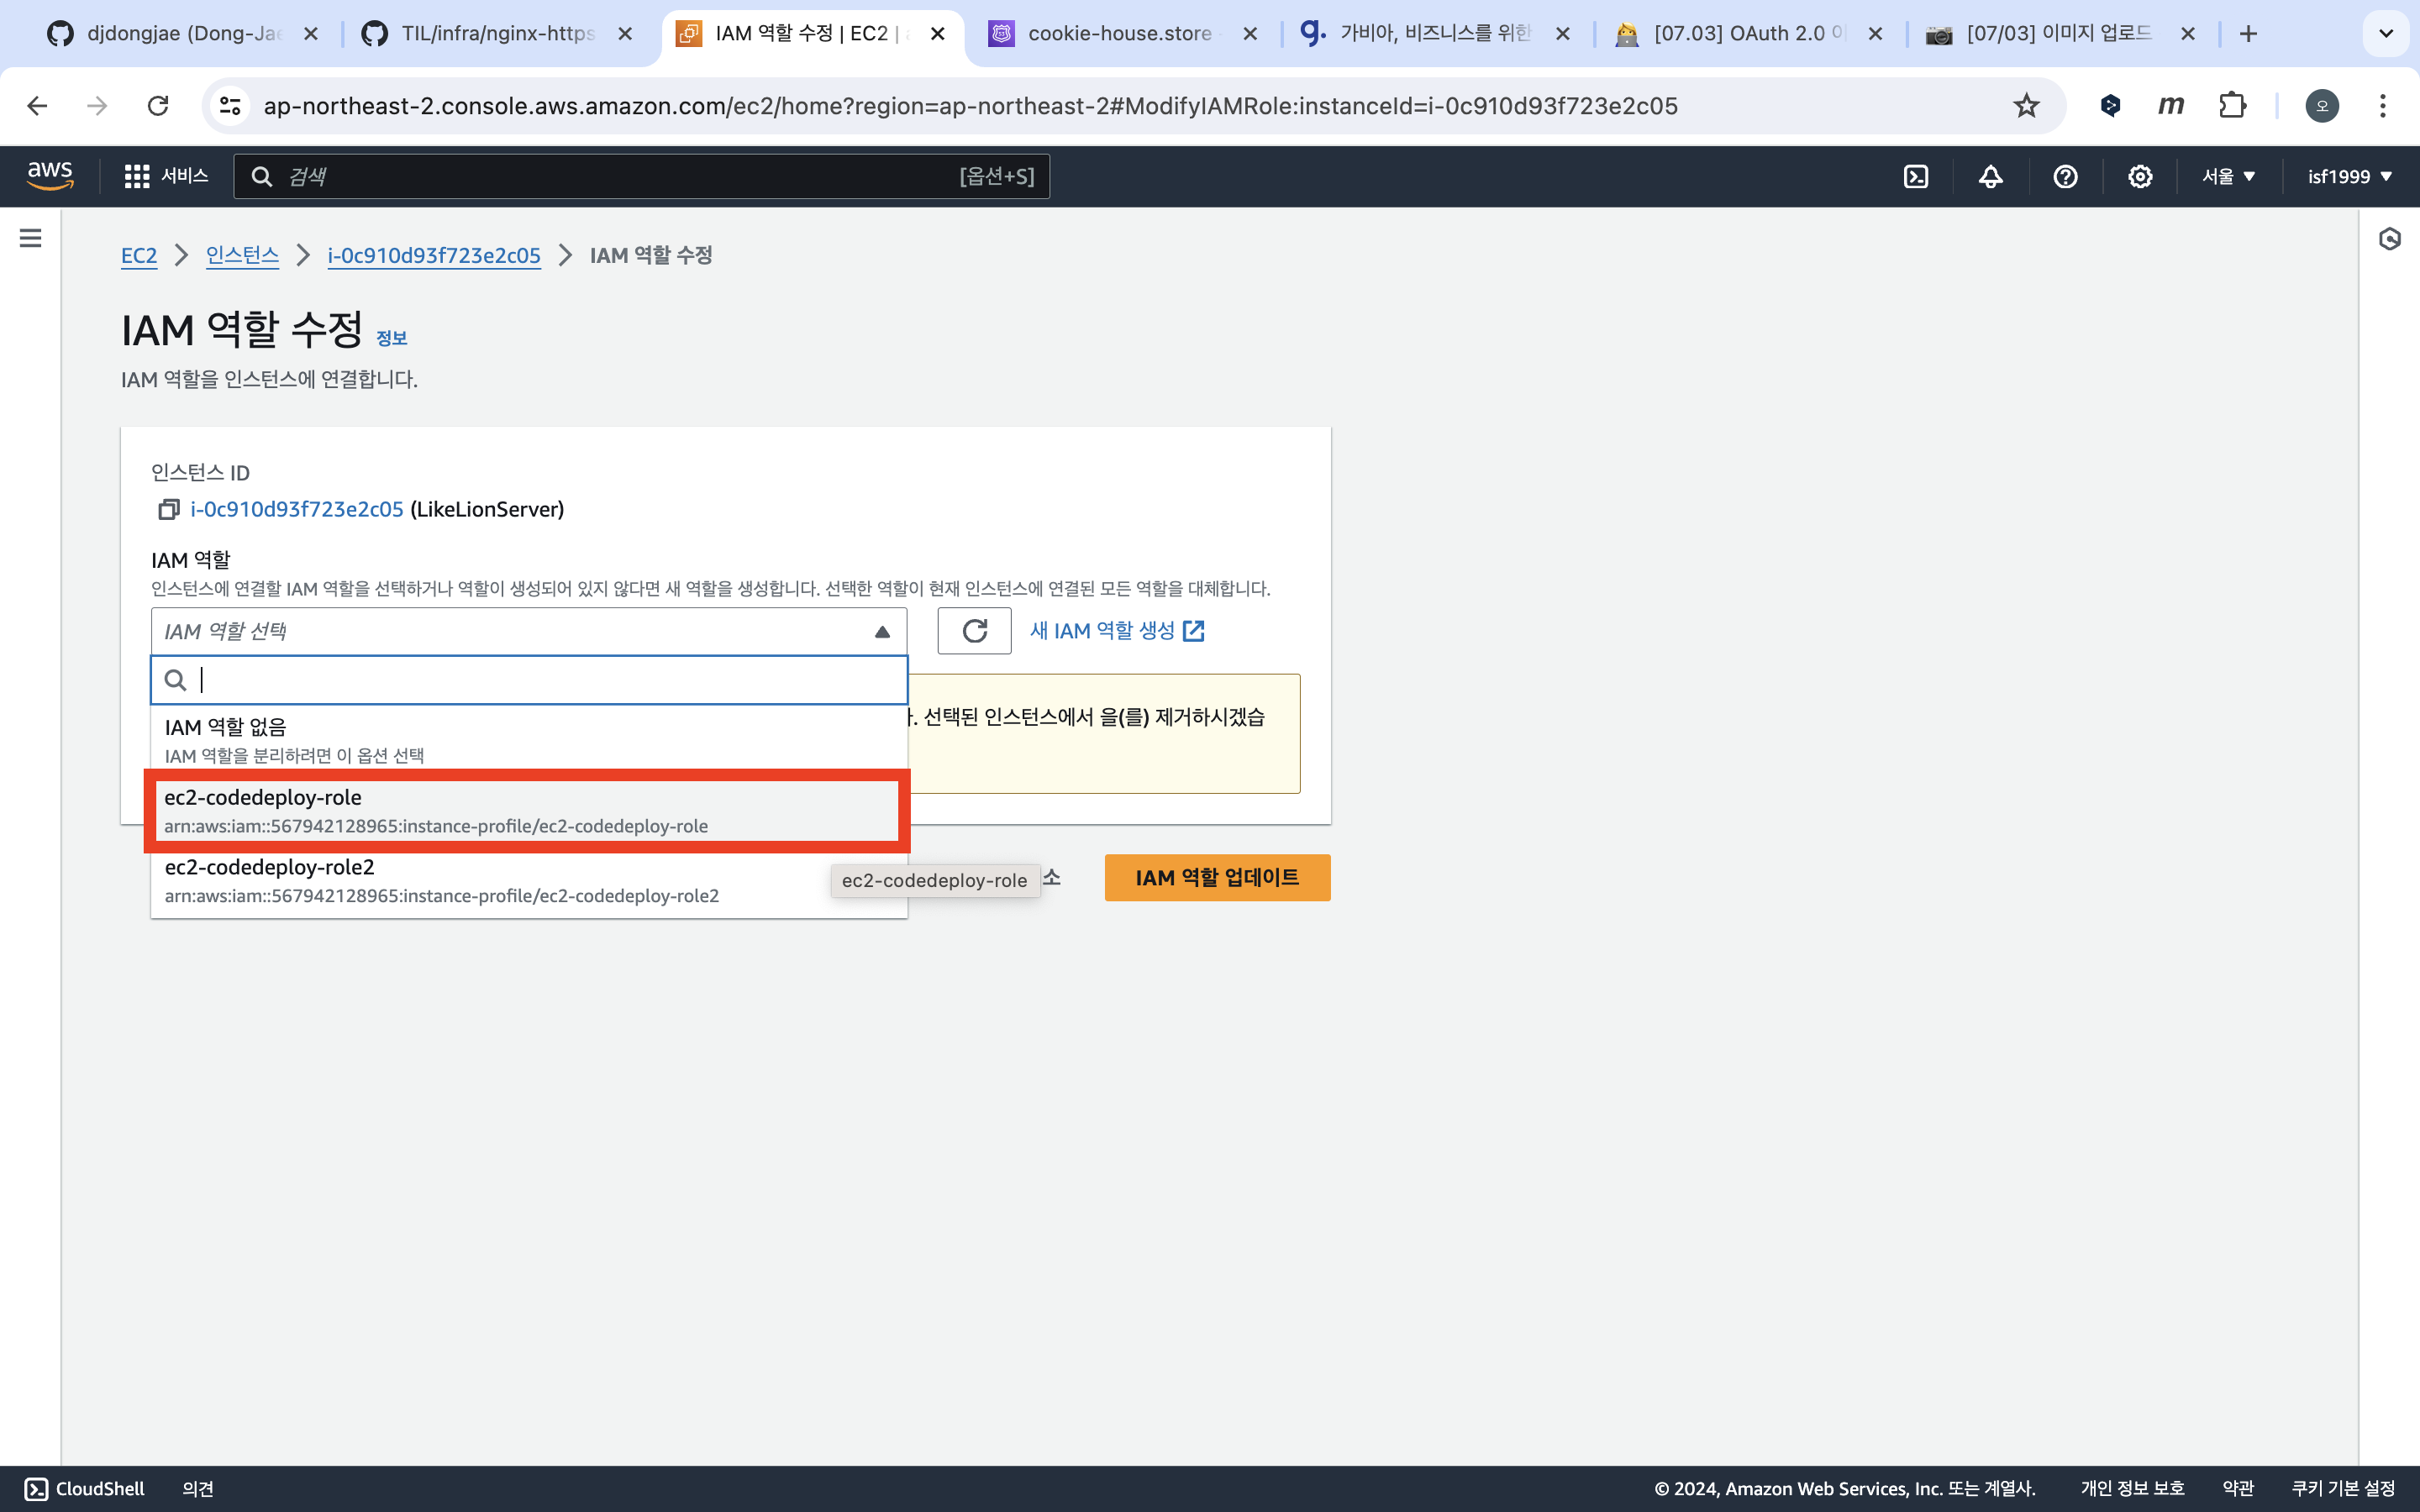 djdongjae (Dong-Jae
TIL/infra/nginx-https
IAM 역할 수정 | EC2 |
cookie-house.store
g. 가비아, 비즈니스를 위한
[07.03] OAuth 2.0
[07/03] 이미지 업로드
ap-northeast-2.console.aws.amazon.com/ec2/home?region=ap-northeast-2#ModifyIAMRole:instanceId=i-0c910d93f723e2c05
m
오
aws
서비스
검색
[옵션+S]
서울
isf1999
EC2
인스턴스
i-0c910d93f723e2c05
IAM 역할 수정
IAM 역할 수정 정보
IAM 역할을 인스턴스에 연결합니다.
인스턴스 ID
i-0c910d93f723e2c05 (LikeLionServer)
IAM 역할
인스턴스에 연결할 IAM 역할을 선택하거나 역할이 생성되어 있지 않다면 새 역할을 생성합니다. 선택한 역할이 현재 인스턴스에 연결된 모든 역할을 대체합니다.
IAM 역할 선택
새 IAM 역할 생성
. 선택된 인스턴스에서 을(를) 제거하시겠습
IAM 역할 없음
IAM 역할을 분리하려면 이 옵션 선택
ec2-codedeploy-role
arn:aws:iam::567942128965:instance-profile/ec2-codedeploy-role
ec2-codedeploy-role2
arn:aws:iam::567942128965:instance-profile/ec2-codedeploy-role2
ec2-codedeploy-role
소
IAM 역할 업데이트
CloudShell
의견
© 2024, Amazon Web Services, Inc. 또는 계열사.
개인 정보 보호
약관
쿠키 기본 설정